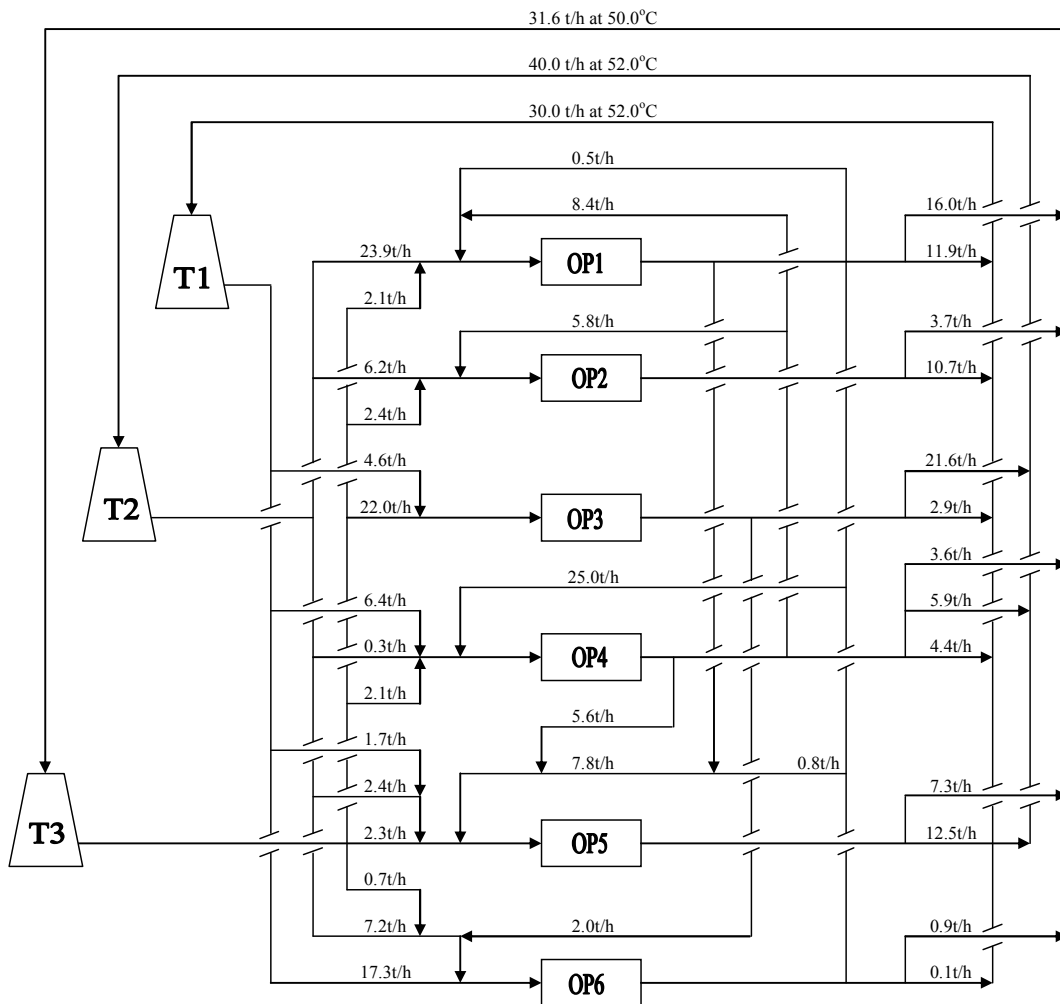 31.6 t/h at 50.0°C
40.0 t/h at 52.0°C
30.0 t/h at 52.0°C
0.5t/h
8.4t/h
16.0t/h
23.9t/h
OP1
11.9t/h
T1
2.1t/h
5.8t/h
3.7t/h
6.2t/h
OP2
10.7t/h
2.4t/h
4.6t/h
21.6t/h
T2
22.0t/h
OP3
2.9t/h
3.6t/h
25.0t/h
6.4t/h
5.9t/h
0.3t/h
OP4
4.4t/h
2.1t/h
5.6t/h
1.7t/h
7.8t/h
0.8t/h
2.4t/h
7.3t/h
T3
2.3t/h
OP5
12.5t/h
0.7t/h
7.2t/h
2.0t/h
0.9t/h
17.3t/h
OP6
0.1t/h